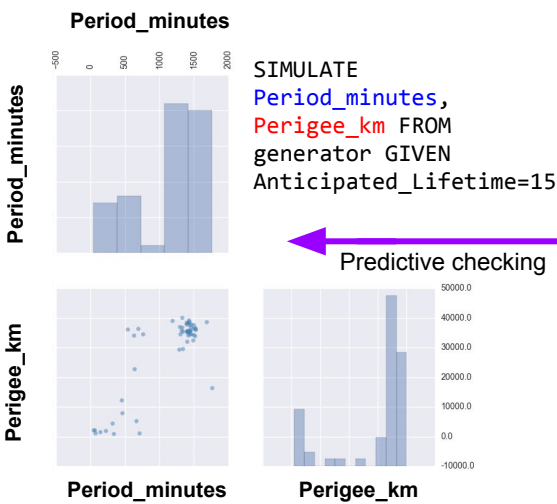 Period_minutes
-500
0
500
1000
1500
2000
Period_minutes
SIMULATE
Period_minutes,
Perigee_km FROM
generator GIVEN
Anticipated_Lifetime=15
Predictive checking
Perigee_km
50000.0
40000.0
30000.0
20000.0
10000.0
0.0
-10000.0
Period_minutes
Perigee_km